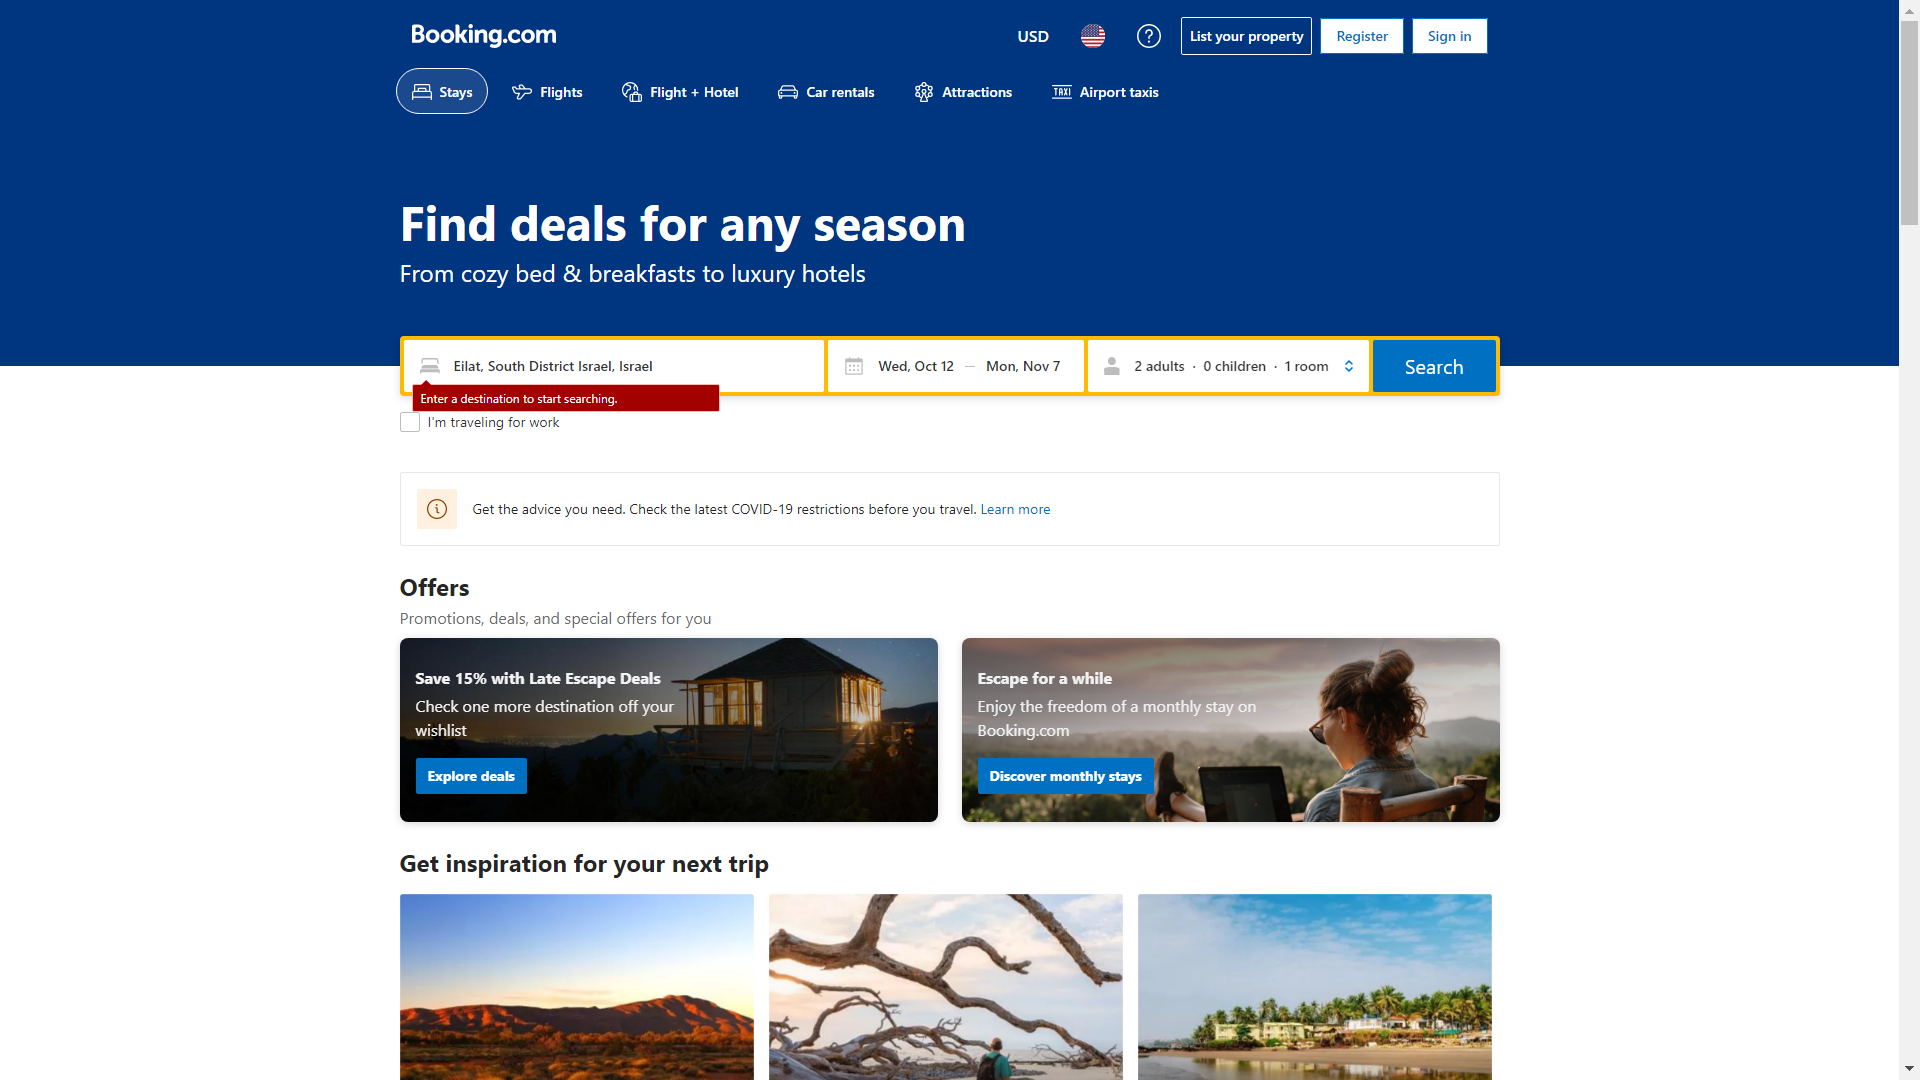 Booking.com
USD
List your property
Register
Sign in
Stays
Flights
Flight + Hotel
Car rentals
Attractions
TAXI
Airport taxis
Find deals for any season
From cozy bed & breakfasts to luxury hotels
Eilat, South District Israel, Israel
Wed, Oct 12 — Mon, Nov 7
2 adults · 0 children · 1 room
Search
Enter a destination to start searching.
I'm traveling for work
Get the advice you need. Check the latest COVID-19 restrictions before you travel. Learn more
Offers
Promotions, deals, and special offers for you
Save 15% with Late Escape Deals
Check one more destination off your
wishlist
Explore deals
Escape for a while
Enjoy the freedom of a monthly stay on
Booking.com
Discover monthly stays
Get inspiration for your next trip